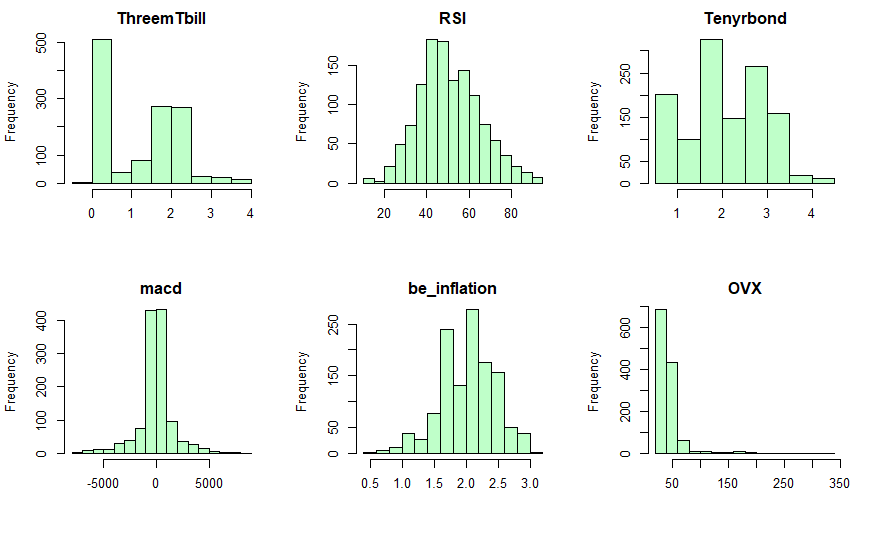 ThreemTbill
Frequency
0 100 300 500
0 1 2 3 4
RSI
Frequency
0 50 100 150
20 40 60 80
Tenyrbond
Frequency
0 50 150 250
1 2 3 4
macd
Frequency
0 100 200 300 400
-5000 0 5000
be_inflation
Frequency
0 50 150 250
0.5 1.0 1.5 2.0 2.5 3.0
OVX
Frequency
0 200 400 600
50 150 250 350